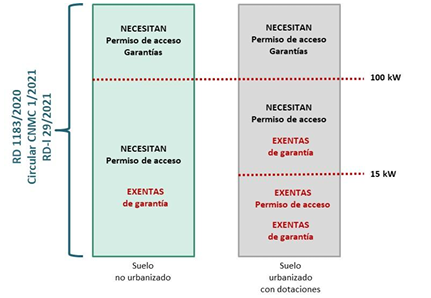 RD 1183/2020
Circular CNMC 1/2021
RD-l 29/2021
NECESITAN
Permiso de acceso
Garantías
NECESITAN
Permiso de acceso
EXENTAS
de garantía
Suelo
no urbanizado
NECESITAN
Permiso de acceso
Garantías
100 kW
NECESITAN
Permiso de acceso
EXENTAS
de garantía
15 kW
EXENTAS
Permiso de acceso
EXENTAS
de garantía
Suelo
urbanizado
con dotaciones